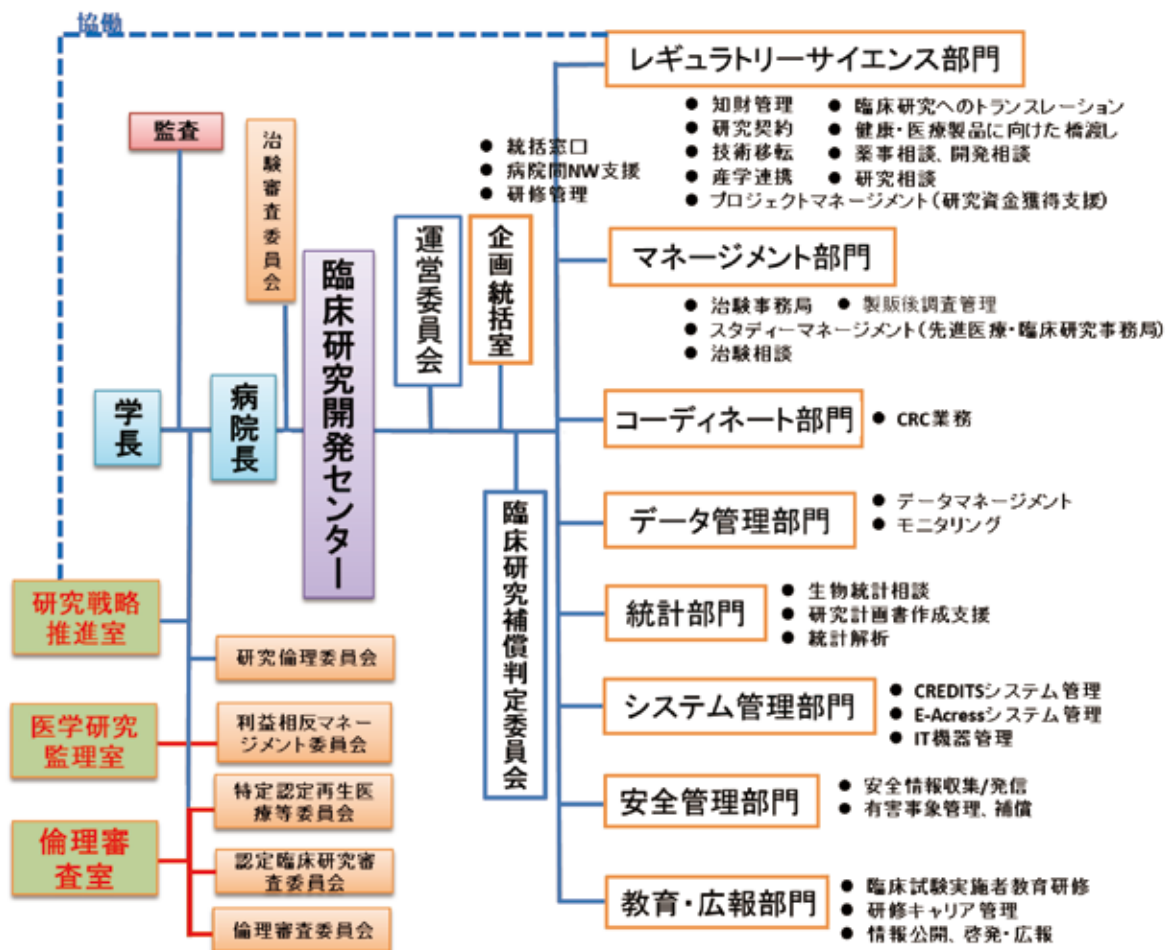 協働
監査
治験審査委員会
学長
病院長
臨床研究開発センター
運営委員会
● 統括窓口
● 病院間NW支援
● 研修管理
企画統括室
臨床研究補償判定委員会
研究戦略
推進室
医学研究
監理室
倫理審
査室
研究倫理委員会
利益相反マネー
ジメント委員会
特定認定再生医
療等委員会
認定臨床研究審
査委員会
倫理審査委員会
レギュラトリーサイエンス部門
● 知財管理 ● 臨床研究へのトランスレーション
● 研究契約 ● 健康・医療製品に向けた橋渡し
● 技術移転 ● 薬事相談、開発相談
● 産学連携 ● 研究相談
● プロジェクトマネージメント(研究資金獲得支援)
マネージメント部門
● 治験事務局 ● 製販後調査管理
● スタディーマネージメント(先進医療・臨床研究事務局)
● 治験相談
コーディネート部門
● CRC業務
データ管理部門
● データマネージメント
● モニタリング
統計部門
● 生物統計相談
● 研究計画書作成支援
● 統計解析
システム管理部門
● CREDITSシステム管理
● E-Acressシステム管理
● IT機器管理
安全管理部門
● 安全情報収集/発信
● 有害事象管理、補償
教育・広報部門
● 臨床試験実施者教育研修
● 研修キャリア管理
● 情報公開、啓発・広報